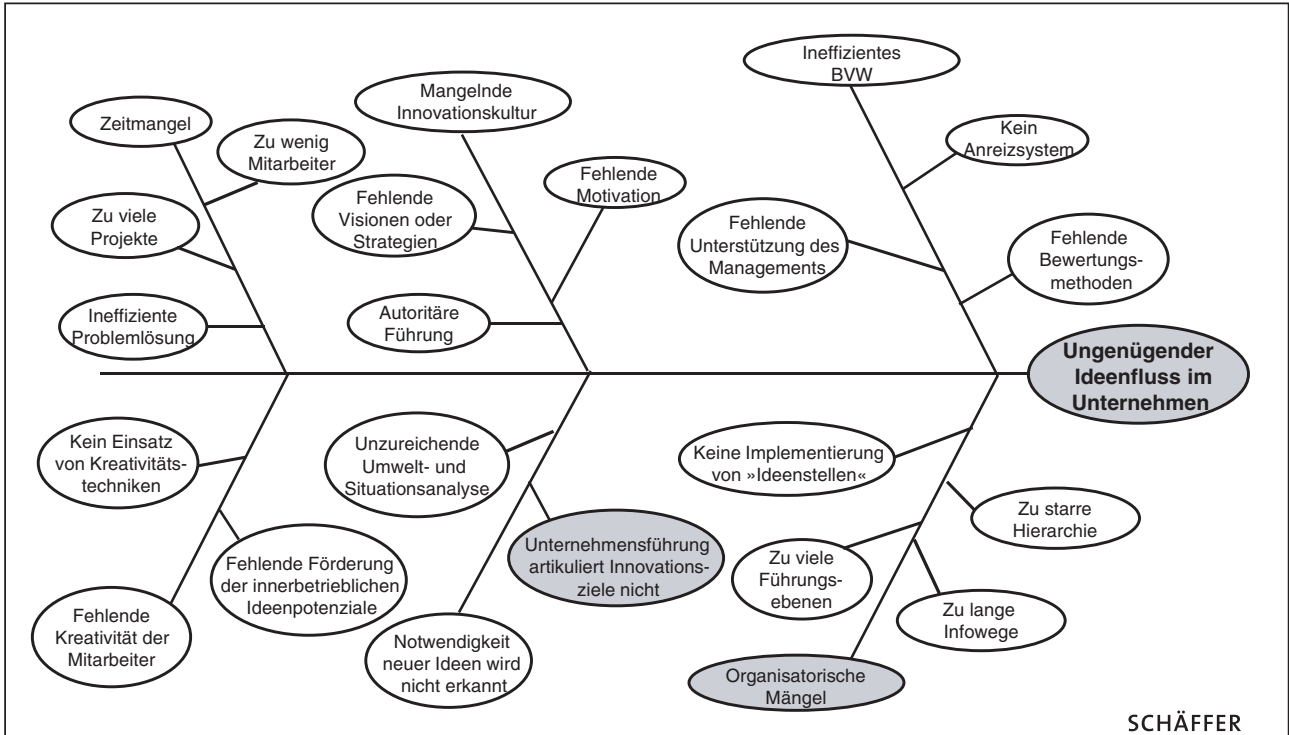 Ineffizientes
BVW
Mangelnde
Innovationskultur
Zeitmangel
Zu wenig
Mitarbeiter
Kein
Anreizsystem
Fehlende
Motivation
Fehlende
Visionen oder
Strategien
Zu viele
Projekte
Fehlende
Unterstützung des
Managements
Fehlende
Bewertungs-
methoden
Ineffiziente
Problemlösung
Autoritäre
Führung
Ungenügender
Ideenfluss im
Unternehmen
Kein Einsatz
von Kreativitäts-
techniken
Unzureichende
Umwelt- und
Situationsanalyse
Keine Implementierung
von »Ideenstellen«
Zu starre
Hierarchie
Unternehmensführung
artikuliert Innovations-
ziele nicht
Fehlende Förderung
der innerbetrieblichen
Ideenpotenziale
Zu viele
Führungs-
ebenen
Zu lange
Infowege
Fehlende
Kreativität der
Mitarbeiter
Notwendigkeit
neuer Ideen wird
nicht erkannt
Organisatorische
Mängel
SCHÄFFER